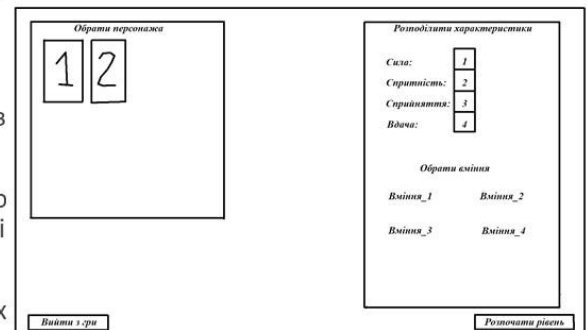 Обрати персонажа
1 2
Розподілити характеристики
Сила: 1
Спритність: 2
Сприйняття: 3
Вдача: 4
Обрати вміння
Вміння_1 Вміння_2
Вміння_3 Вміння_4
Вийти з гри
Розпочати рівень